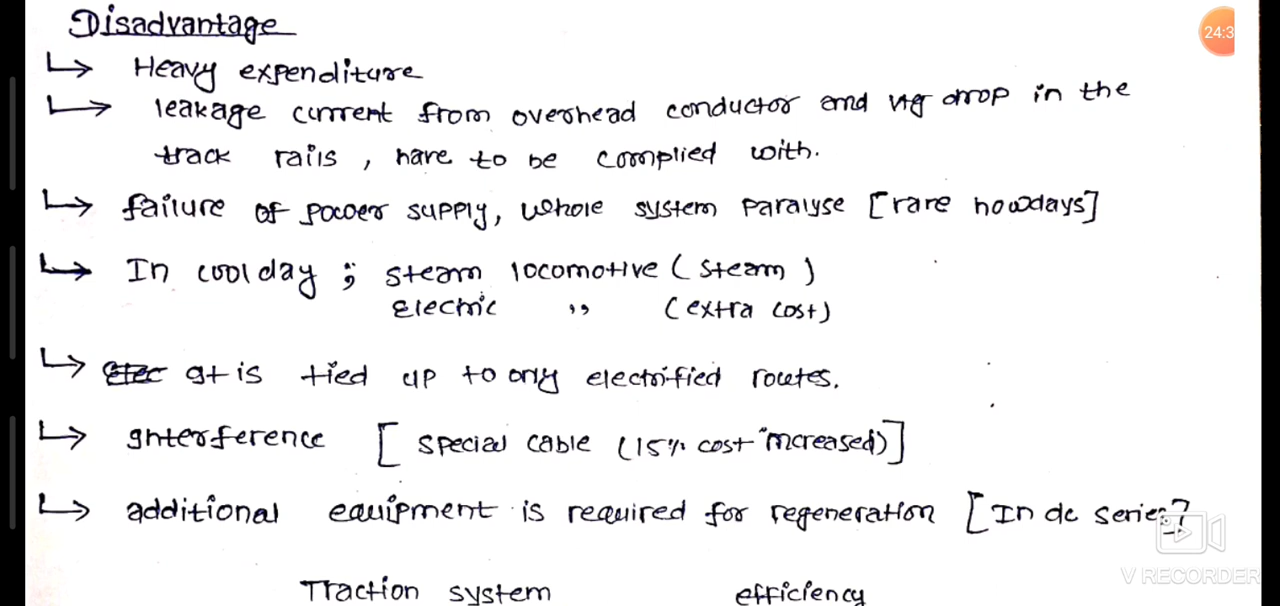 Disadvantage
24:3
↳ Heavy expenditure
↳ leakage current from overhead conductor and vtg drop in the
track rails, have to be complied with.
↳ failure of power supply, whole system Paralyse [rare nowdays]
↳ In cool day ; steam locomotive (steam)
Electric ,, (extra cost)
↳ It is tied up to only electrified routes.
↳ Interference [special cable (15% cost increased)]
↳ additional equipment is required for regeneration [In dc series]
V RECORDER
Traction system efficiency